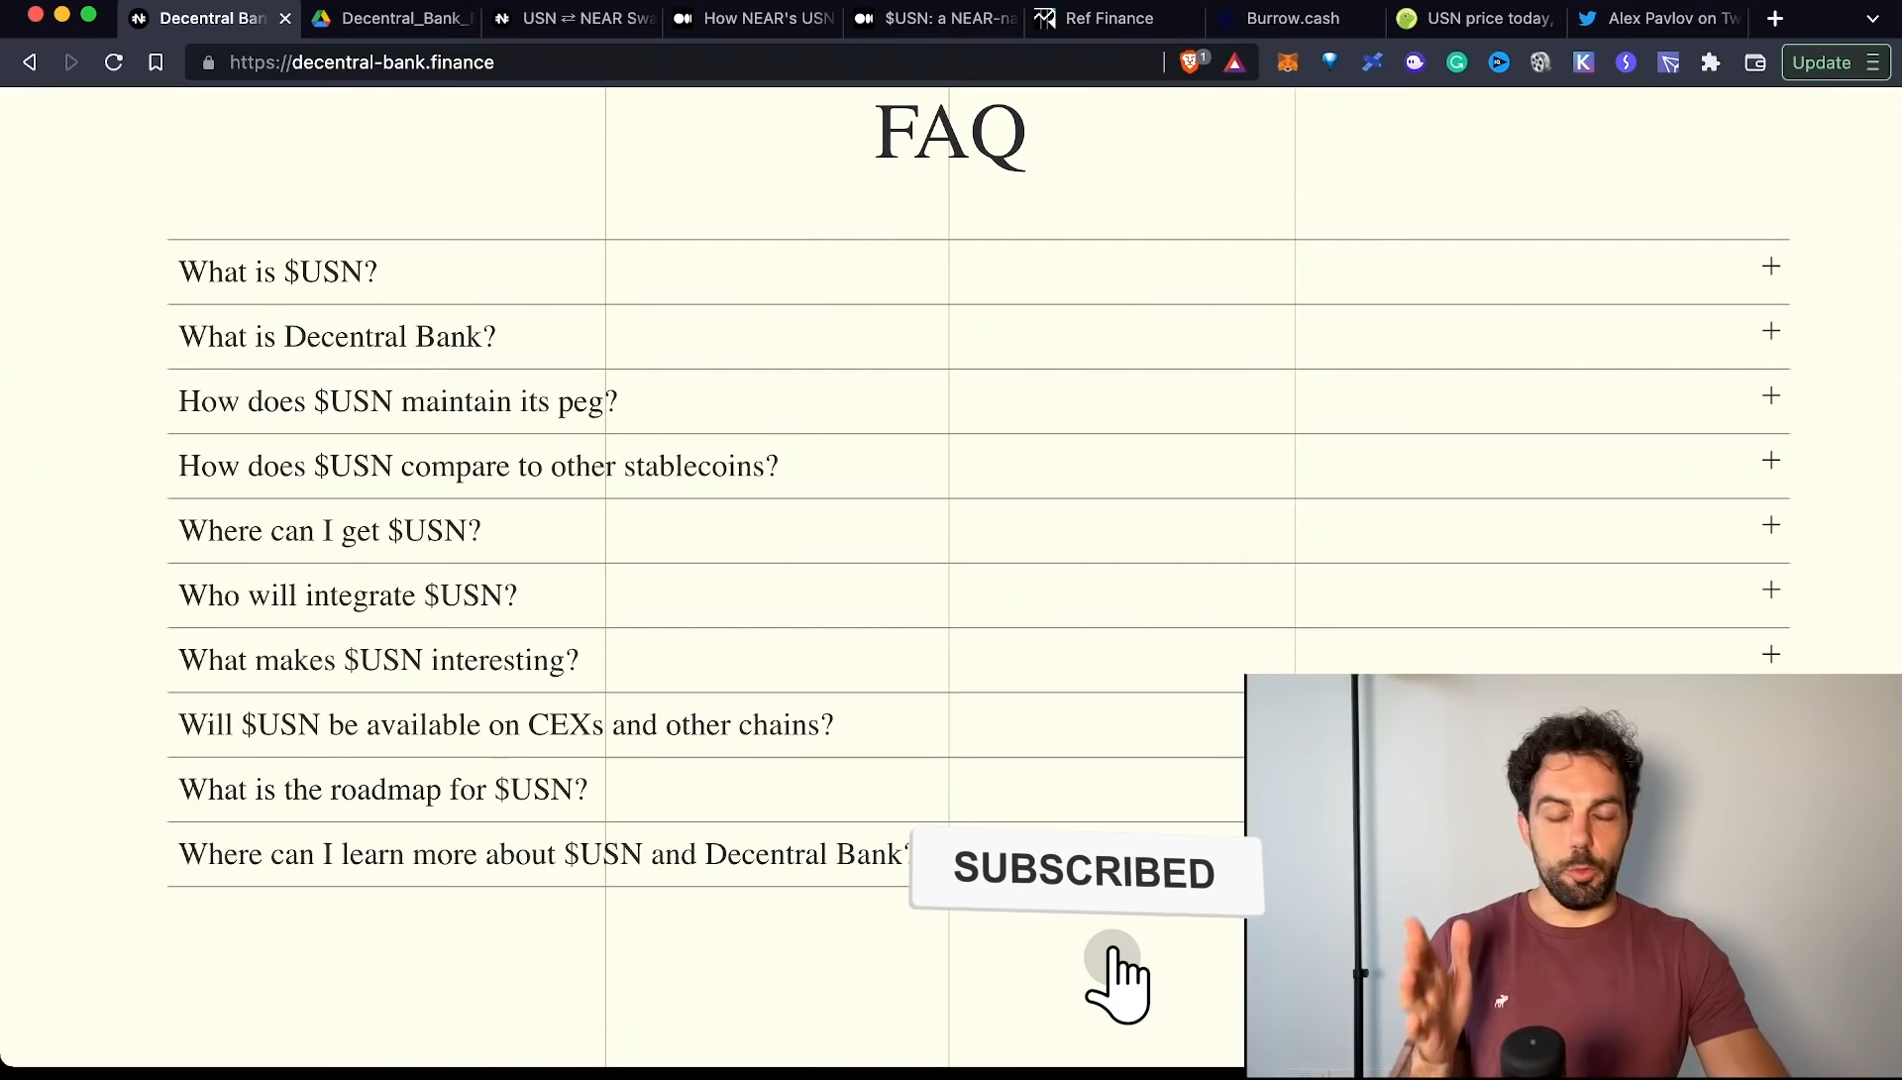 Decentral Ban
Decentral_Bank_
USN ⇄ NEAR Swa
How NEAR's USN
$USN: a NEAR-na
Ref Finance
Burrow.cash
USN price today,
Alex Pavlov on Tw
https://decentral-bank.finance
1
Update
FAQ
What is $USN?
What is Decentral Bank?
How does $USN maintain its peg?
How does $USN compare to other stablecoins?
Where can I get $USN?
Who will integrate $USN?
What makes $USN interesting?
Will $USN be available on CEXs and other chains?
What is the roadmap for $USN?
Where can I learn more about $USN and Decentral Bank?
SUBSCRIBED